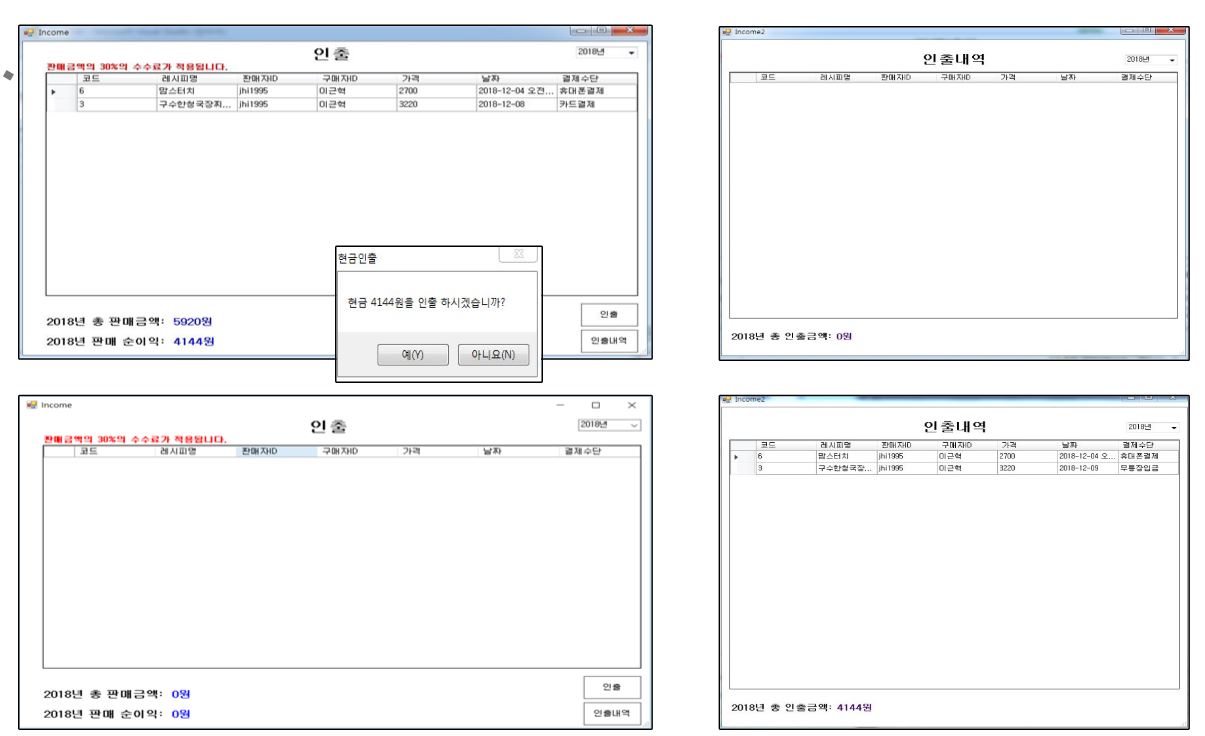 Income
인출
2018년
판매금액의 30%의 수수료가 적용됩니다.
코드 레시피명 판매자ID 구매자ID 가격 날짜 결제수단
6 맘스터치 jhl1995 이근혁 2700 2018-12-04 오전... 휴대폰결제
3 구수한청국장찌... jhl1995 이근혁 3220 2018-12-08 카드결제
현금인출
현금 4144원을 인출 하시겠습니까?
예(Y) 아니요(N)
2018년 총 판매금액: 5920원
2018년 판매 순이익: 4144원
인출
인출내역
Income2
인출내역
2018년
코드 레시피명 판매자ID 구매자ID 가격 날짜 결제수단
2018년 총 인출금액: 0원
Income
인출
2018년
판매금액의 30%의 수수료가 적용됩니다.
코드 레시피명 판매자ID 구매자ID 가격 날짜 결제수단
2018년 총 판매금액: 0원
2018년 판매 순이익: 0원
인출
인출내역
Income2
인출내역
2018년
코드 레시피명 판매자ID 구매자ID 가격 날짜 결제수단
6 맘스터치 jhl1995 이근혁 2700 2018-12-04 오... 휴대폰결제
3 구수한청국장... jhl1995 이근혁 3220 2018-12-09 무통장입금
2018년 총 인출금액: 4144원